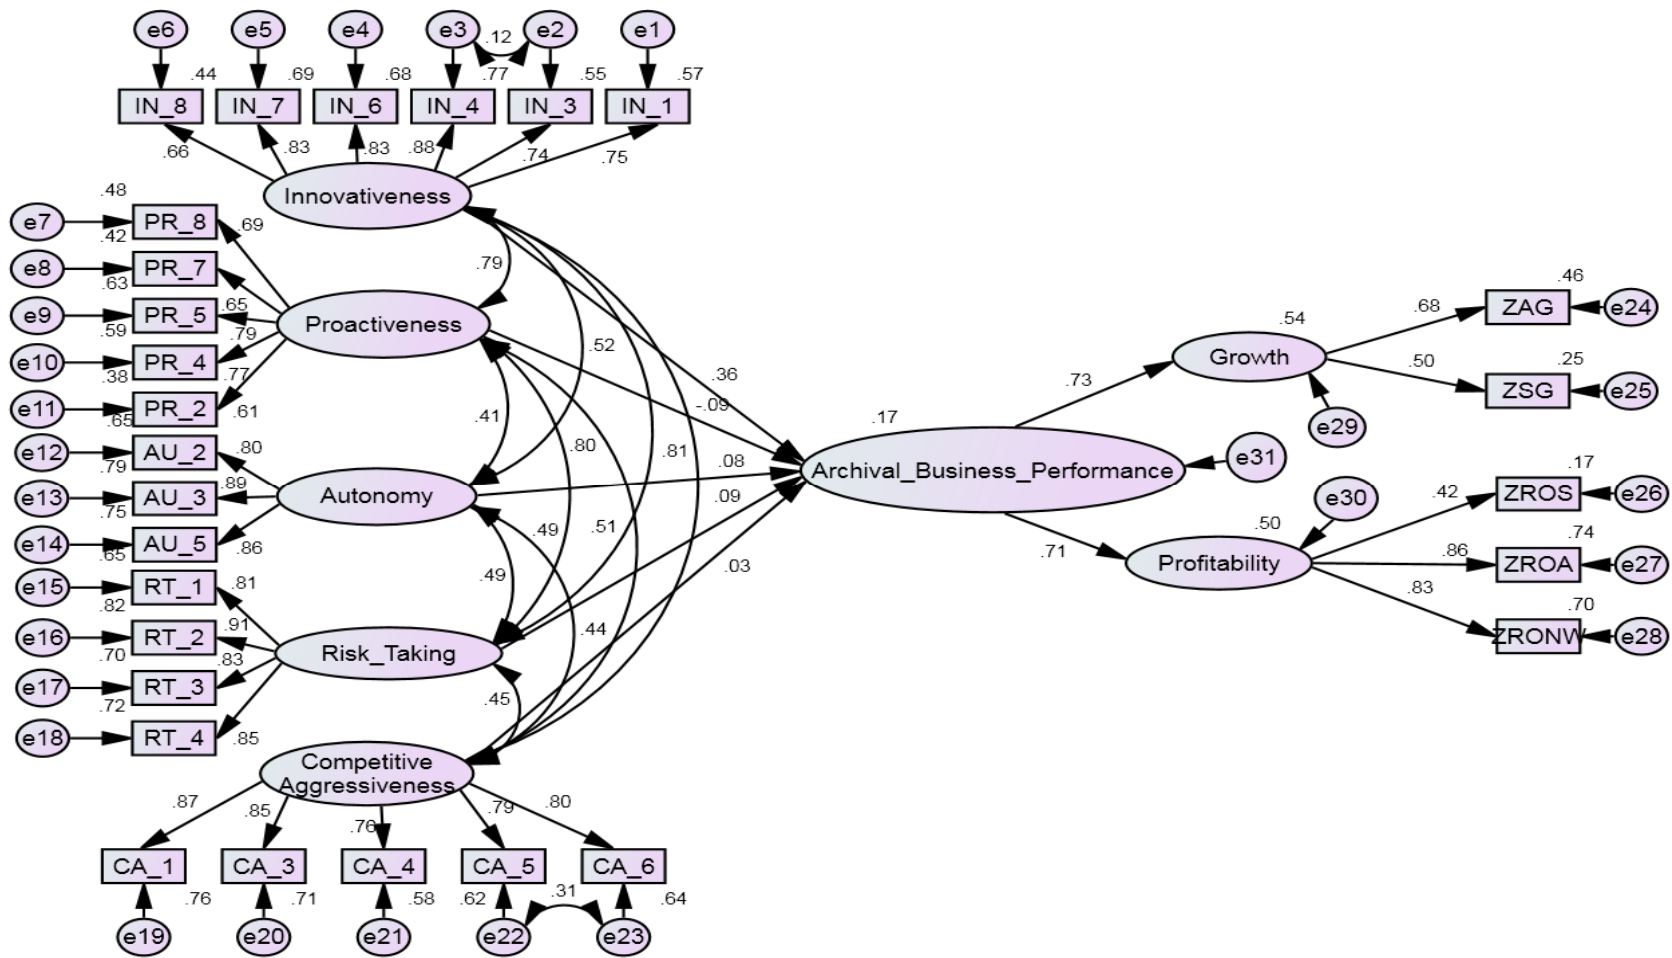 e6 e5 e4 e3 .12 e2 e1
.44 .69 .68 .77 .55 .57
IN_8 IN_7 IN_6 IN_4 IN_3 IN_1
.66 .83 .83 .88 .74 .75
Innovativeness
.48
e7 PR_8 .69
.42
e8 PR_7
.63
e9 PR_5 .65
.59 .79
e10 PR_4
.38 .77
e11 PR_2 .61
.65
Proactiveness
e12 AU_2 .80
.79 .89
e13 AU_3
.75
e14 AU_5 .86
.65
Autonomy
e15 RT_1 .81
.82 .91
e16 RT_2
.70 .83
e17 RT_3
.72
e18 RT_4 .85
Risk_Taking
Competitive
Aggressiveness
.87 .85 .76 .79 .80
CA_1 CA_3 CA_4 CA_5 CA_6
.76 .71 .58 .62 .31 .64
e19 e20 e21 e22 e23
.79
.52
.41
.80
.81
.49
.51
.49
.44
.45
.36
-.09
.08
.09
.03
.17
Archival_Business_Performance
e31
.73
.71
.54
Growth
e29
.50
Profitability
e30
.46
.68 ZAG e24
.50 .25
ZSG e25
.17
.42 ZROS e26
.74
.86 ZROA e27
.83 .70
ZRONW e28